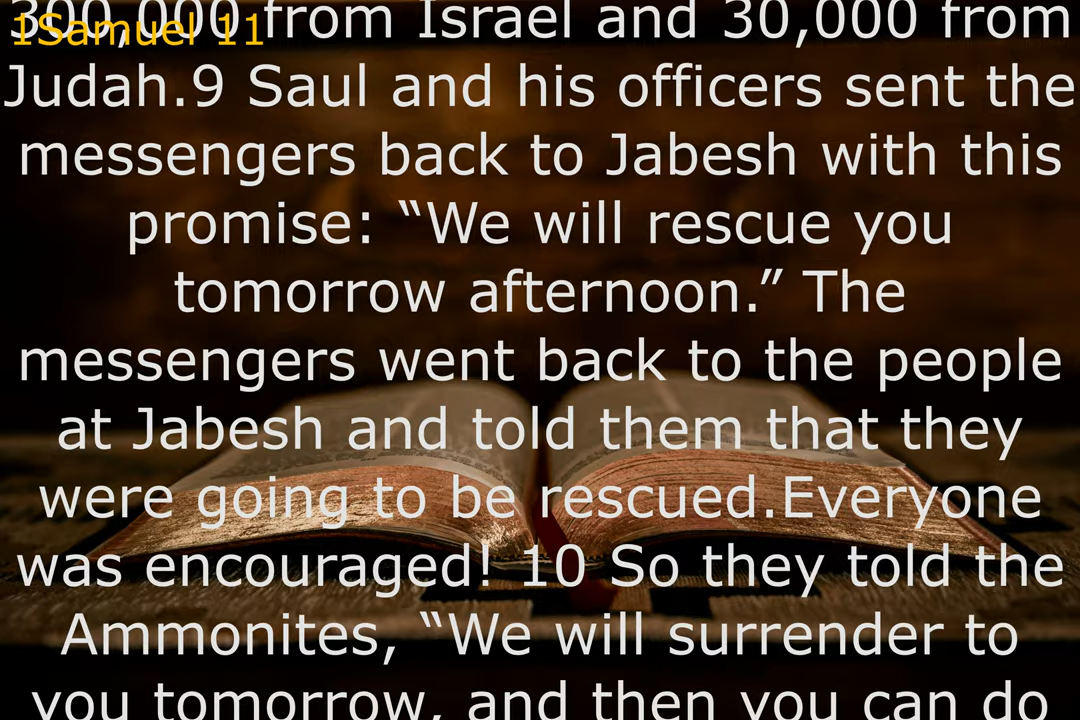 1Samuel 11
300,000 from Israel and 30,000 from
Judah.9 Saul and his officers sent the
messengers back to Jabesh with this
promise: “We will rescue you
tomorrow afternoon.” The
messengers went back to the people
at Jabesh and told them that they
were going to be rescued.Everyone
was encouraged! 10 So they told the
Ammonites, “We will surrender to
you tomorrow, and then you can do